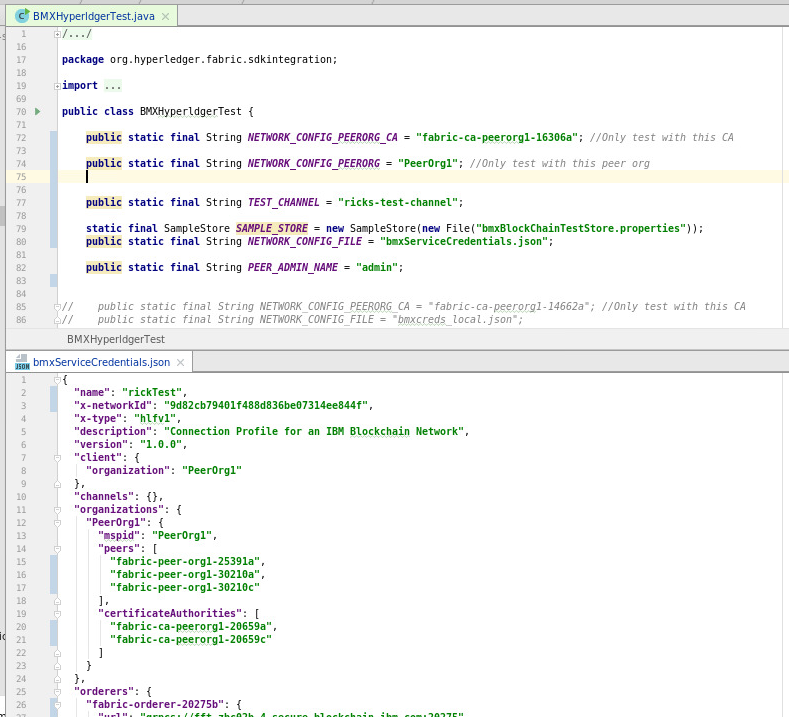 BMXHyperldgerTest.java
1 /.../
16
17 package org.hyperledger.fabric.sdkintegration;
18
19 import ...
69
70 public class BMXHyperldgerTest {
71
72 public static final String NETWORK_CONFIG_PEERORG_CA = "fabric-ca-peerorg1-16306a"; //Only test with this CA
73
74 public static final String NETWORK_CONFIG_PEERORG = "PeerOrg1"; //Only test with this peer org
75
76
77 public static final String TEST_CHANNEL = "ricks-test-channel";
78
79 static final SampleStore SAMPLE_STORE = new SampleStore(new File("bmxBlockChainTestStore.properties"));
80 public static final String NETWORK_CONFIG_FILE = "bmxServiceCredentials.json";
81
82 public static final String PEER_ADMIN_NAME = "admin";
83
84
85 // public static final String NETWORK_CONFIG_PEERORG_CA = "fabric-ca-peerorg1-14662a"; //Only test with this CA
86 // public static final String NETWORK_CONFIG_FILE = "bmxcreds_local.json";
BMXHyperldgerTest
bmxServiceCredentials.json
1 {
2 "name": "rickTest",
3 "x-networkId": "9d82cb79401f488d836be07314ee844f",
4 "x-type": "hlfv1",
5 "description": "Connection Profile for an IBM Blockchain Network",
6 "version": "1.0.0",
7 "client": {
8 "organization": "PeerOrg1"
9 },
10 "channels": {},
11 "organizations": {
12 "PeerOrg1": {
13 "mspid": "PeerOrg1",
14 "peers": [
15 "fabric-peer-org1-25391a",
16 "fabric-peer-org1-30210a",
17 "fabric-peer-org1-30210c"
18 ],
19 "certificateAuthorities": [
20 "fabric-ca-peerorg1-20659a",
21 "fabric-ca-peerorg1-20659c"
22 ]
23 }
24 },
25 "orderers": {
26 "fabric-orderer-20275b": {